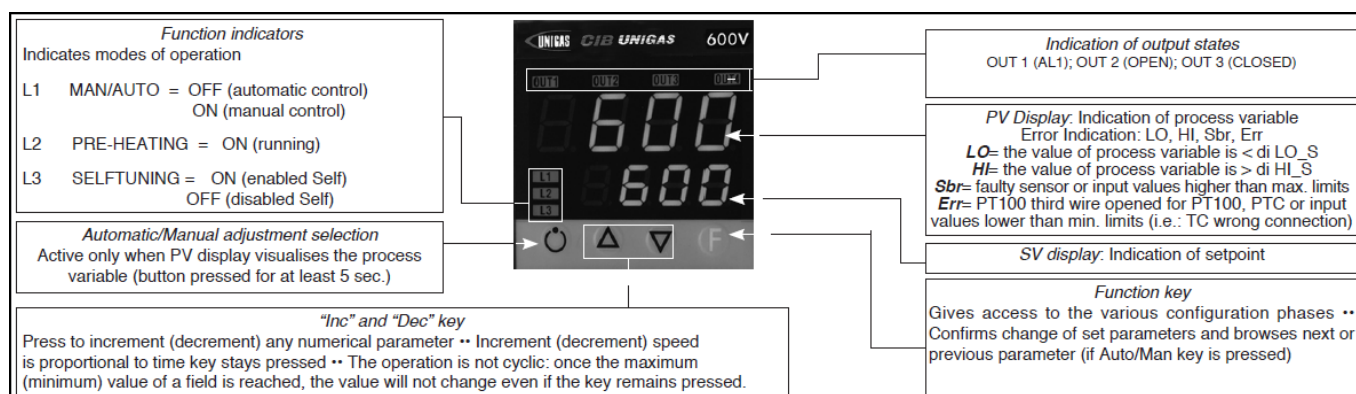 Function indicators
Indicates modes of operation
L1 MAN/AUTO = OFF (automatic control)
ON (manual control)
L2 PRE-HEATING = ON (running)
L3 SELFTUNING = ON (enabled Self)
OFF (disabled Self)
Automatic/Manual adjustment selection
Active only when PV display visualises the process
variable (button pressed for at least 5 sec.)
"Inc" and "Dec" key
Press to increment (decrement) any numerical parameter •• Increment (decrement) speed
is proportional to time key stays pressed •• The operation is not cyclic: once the maximum
(minimum) value of a field is reached, the value will not change even if the key remains pressed.
UNIGAS CIB UNIGAS 600V
OUT1 OUT2 OUT3 OUT4
600
600
L1
L2
L3
F
Indication of output states
OUT 1 (AL1); OUT 2 (OPEN); OUT 3 (CLOSED)
PV Display: Indication of process variable
Error Indication: LO, HI, Sbr, Err
LO= the value of process variable is < di LO_S
HI= the value of process variable is > di HI_S
Sbr= faulty sensor or input values higher than max. limits
Err= PT100 third wire opened for PT100, PTC or input
values lower than min. limits (i.e.: TC wrong connection)
SV display: Indication of setpoint
Function key
Gives access to the various configuration phases ••
Confirms change of set parameters and browses next or
previous parameter (if Auto/Man key is pressed)